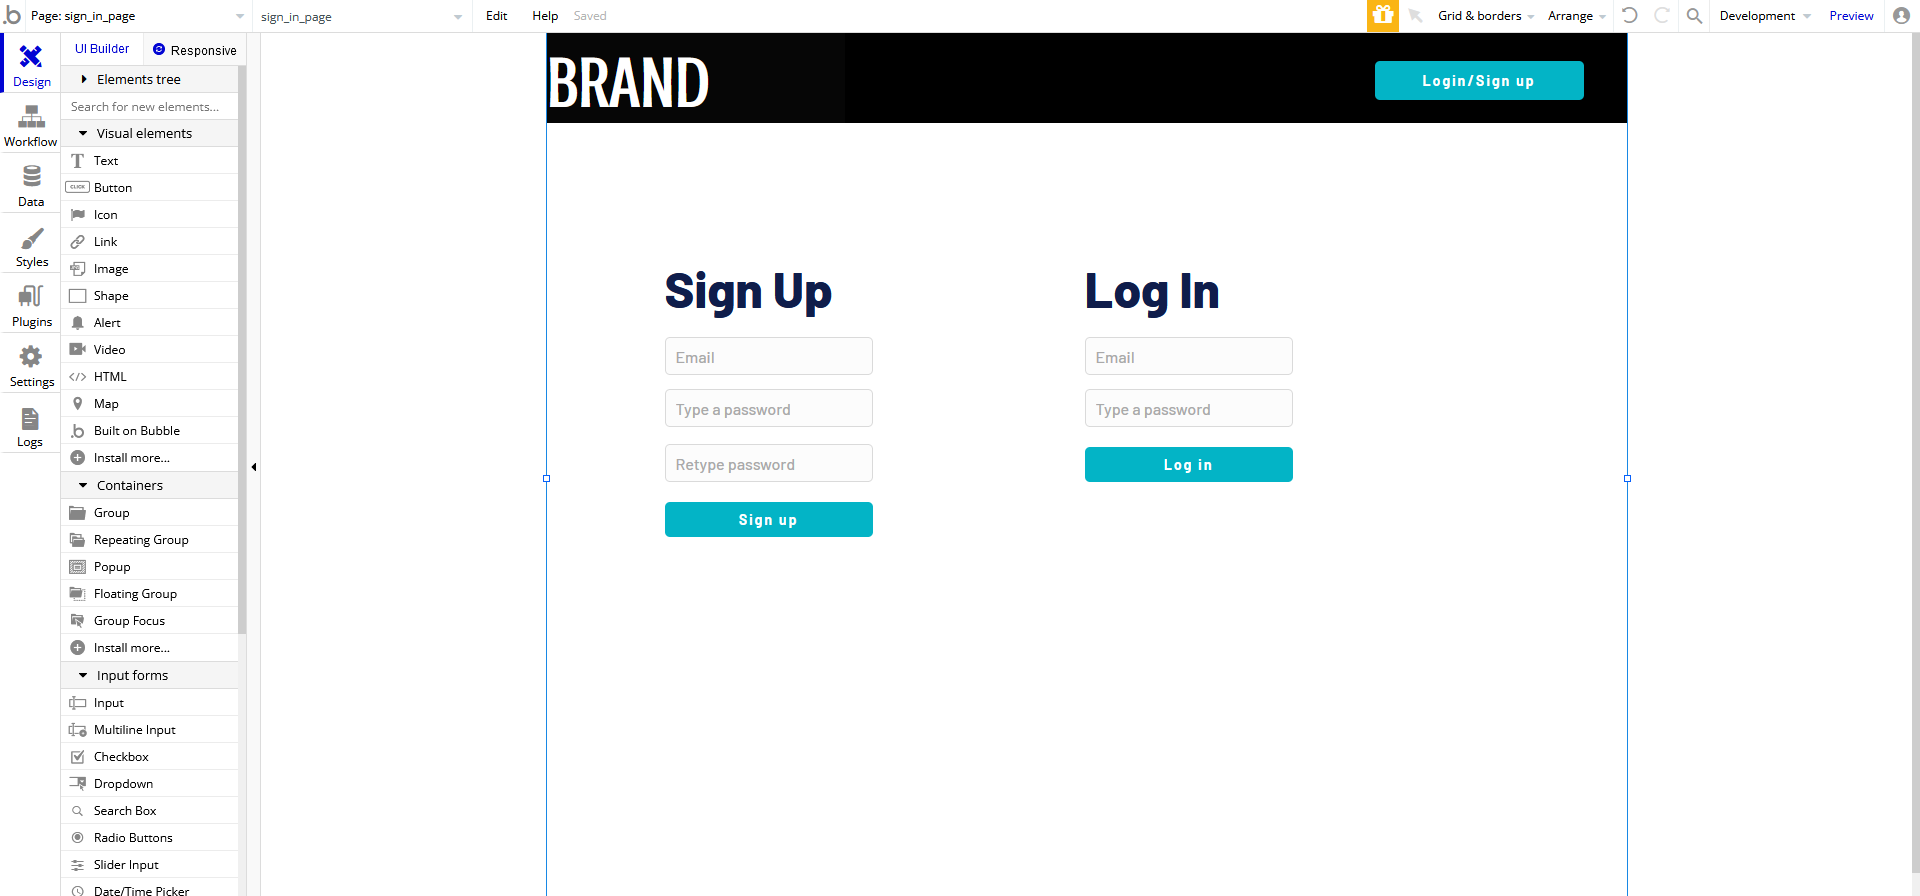 .b Page: sign_in_page sign_in_page Edit Help Saved Grid & borders Arrange Development Preview
UI Builder Responsive
Design
Workflow
Data
Styles
Plugins
Settings
Logs
Elements tree
Search for new elements...
Visual elements
Text
CLICK Button
Icon
Link
Image
Shape
Alert
Video
</> HTML
Map
.b Built on Bubble
Install more...
Containers
Group
Repeating Group
Popup
Floating Group
Group Focus
Install more...
Input forms
Input
Multiline Input
Checkbox
Dropdown
Search Box
Radio Buttons
Slider Input
Date/Time Picker
BRAND
Login/Sign up
Sign Up
Email
Type a password
Retype password
Sign up
Log In
Email
Type a password
Log in